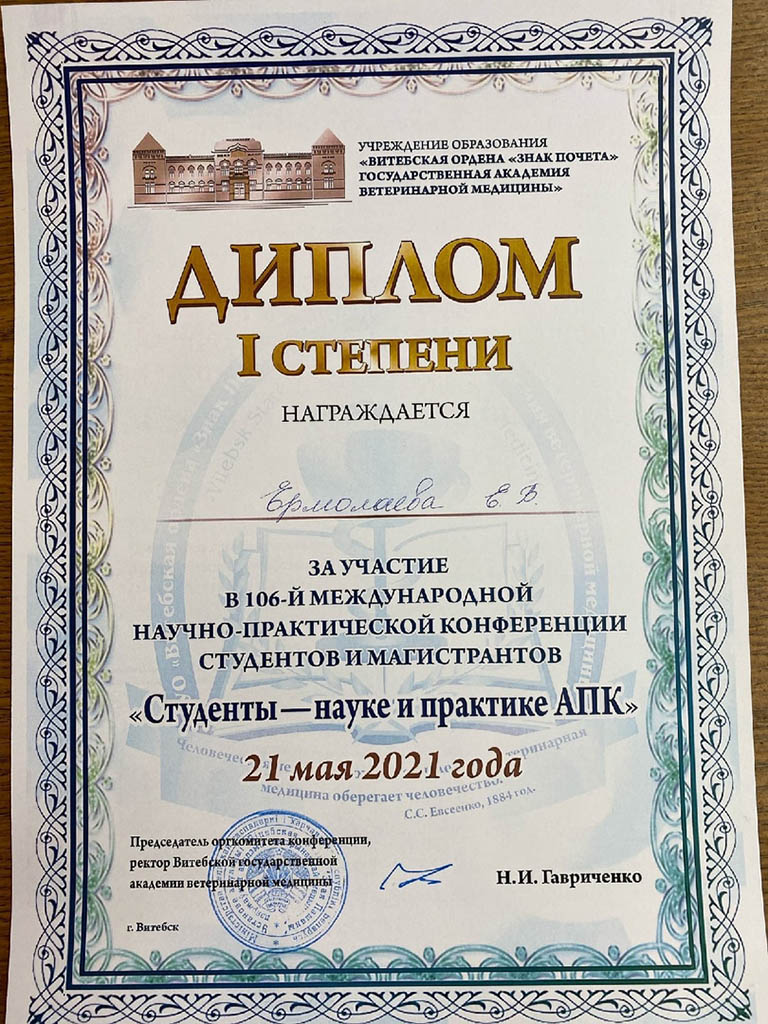 УЧРЕЖДЕНИЕ ОБРАЗОВАНИЯ
«ВИТЕБСКАЯ ОРДЕНА «ЗНАК ПОЧЕТА»
ГОСУДАРСТВЕННАЯ АКАДЕМИЯ
ВЕТЕРИНАРНОЙ МЕДИЦИНЫ»
ДИПЛОМ
I СТЕПЕНИ
НАГРАЖДАЕТСЯ
Ермолаева Е. В.
ЗА УЧАСТИЕ
В 106-Й МЕЖДУНАРОДНОЙ
НАУЧНО-ПРАКТИЧЕСКОЙ КОНФЕРЕНЦИИ
СТУДЕНТОВ И МАГИСТРАНТОВ
«Студенты — науке и практике АПК»
21 мая 2021 года
медицина оберегает человечество.
С.С. Евсеенко, 1884 год.
Председатель оргкомитета конференции,
ректор Витебской государственной
академии ветеринарной медицины
Н.И. Гавриченко
г. Витебск